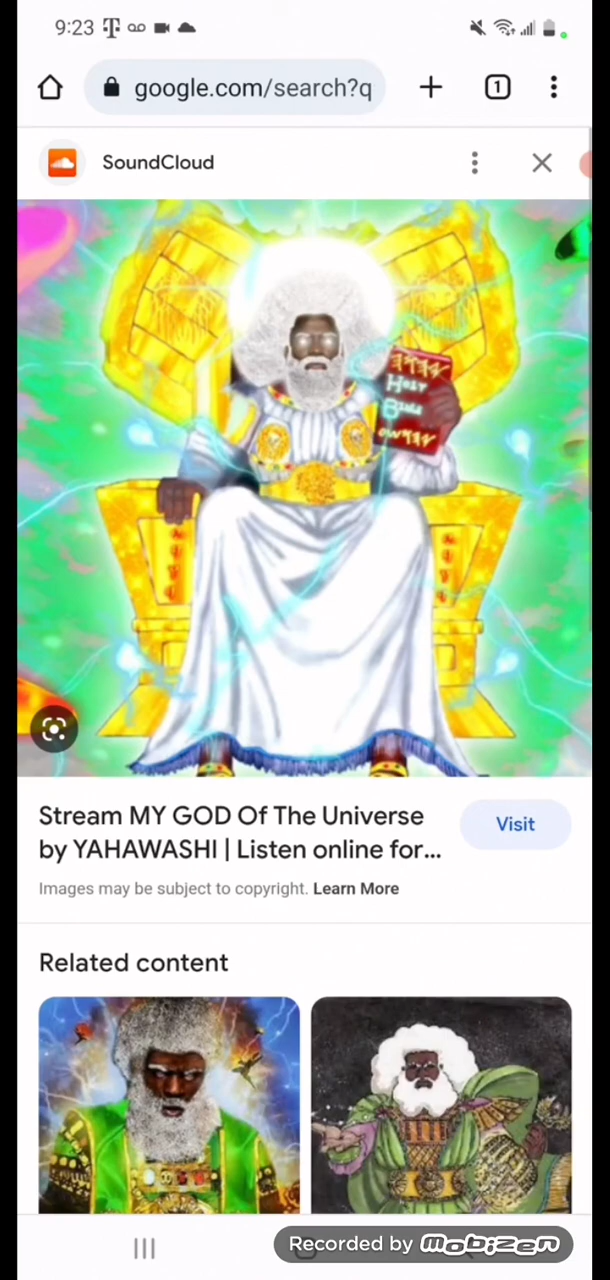 9:23
google.com/search?q
1
SoundCloud
HOLY
BIBLE
Stream MY GOD Of The Universe
by YAHAWASHI | Listen online for...
Visit
Images may be subject to copyright. Learn More
Related content
Recorded by mobizen